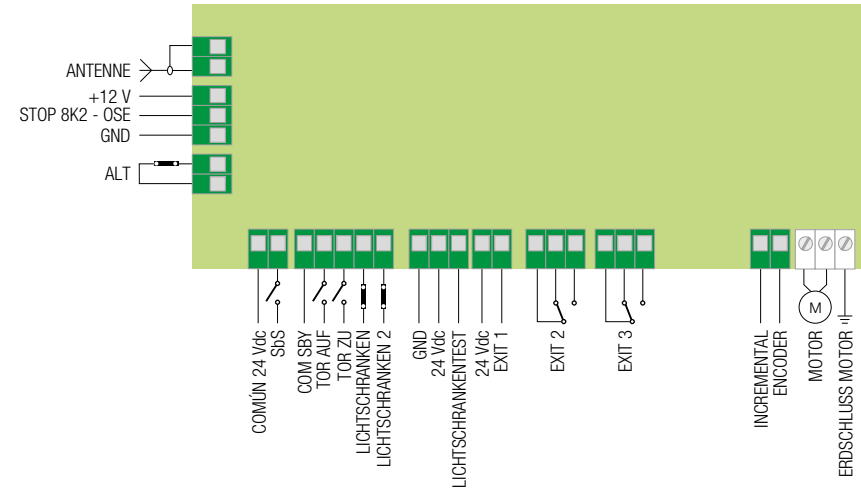 ANTENNE
+12 V
STOP 8K2 - OSE
GND
ALT
COMÚN 24 Vdc
SbS
COM SBY
TOR AUF
TOR ZU
LICHTSCHRANKEN
LICHTSCHRANKEN 2
GND
24 Vdc
LICHTSCHRANKENTEST
24 Vdc
EXIT 1
EXIT 2
EXIT 3
INCREMENTAL
ENCODER
M
MOTOR
ERDSCHLUSS MOTOR